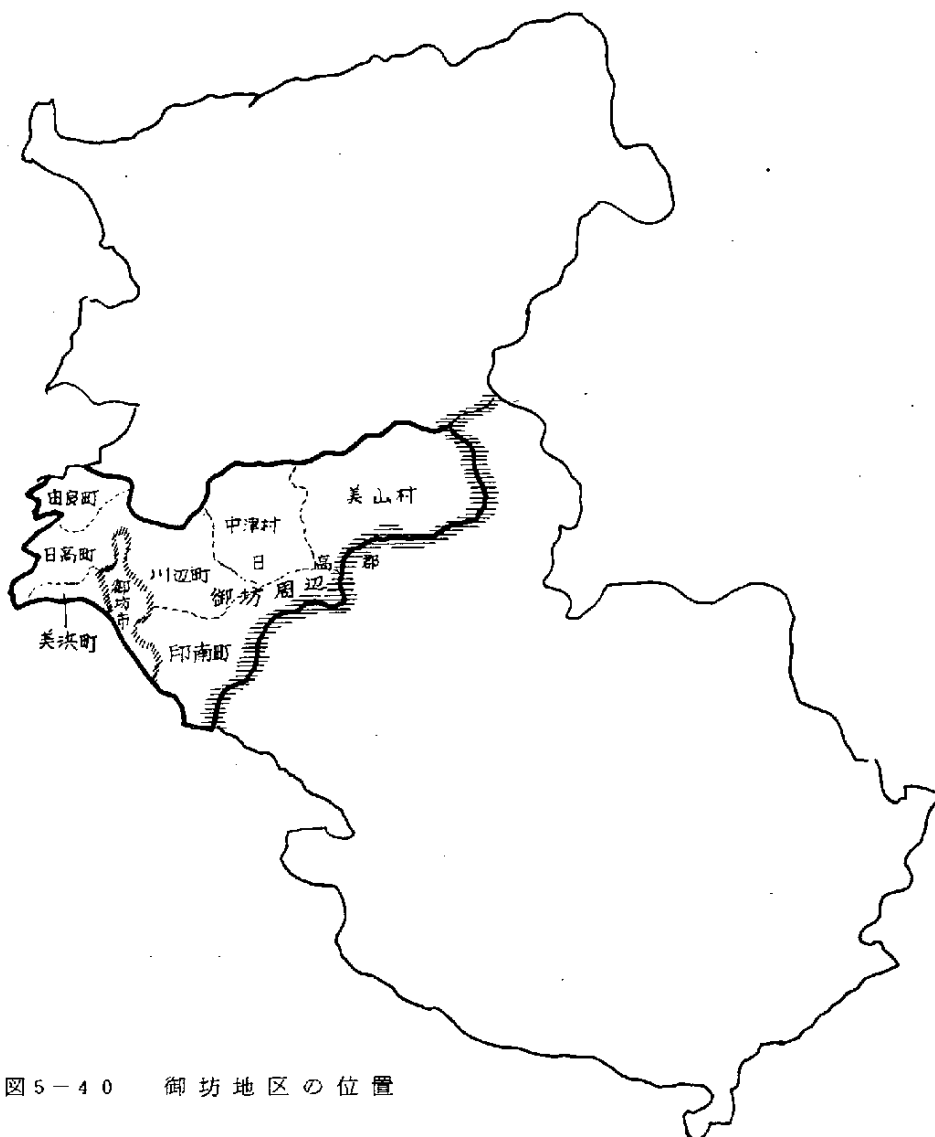 由良町
美山村
中津村
日高町
日高郡
川辺町
御坊周辺
御坊市
美浜町
印南町
図5-40 御坊地区の位置